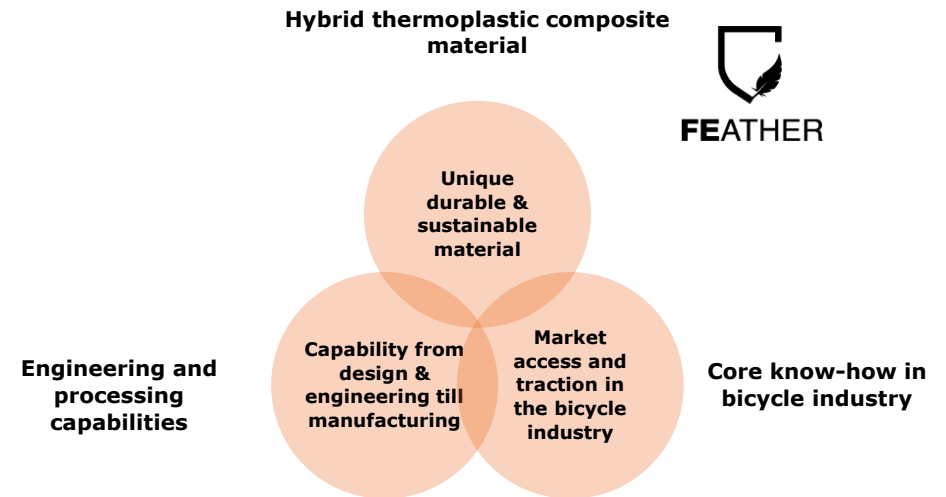 Hybrid thermoplastic composite
material
FEATHER
Unique
durable &
sustainable
material
Engineering and
processing
capabilities
Capability from
design &
engineering till
manufacturing
Market
access and
traction in
the bicycle
industry
Core know-how in
bicycle industry